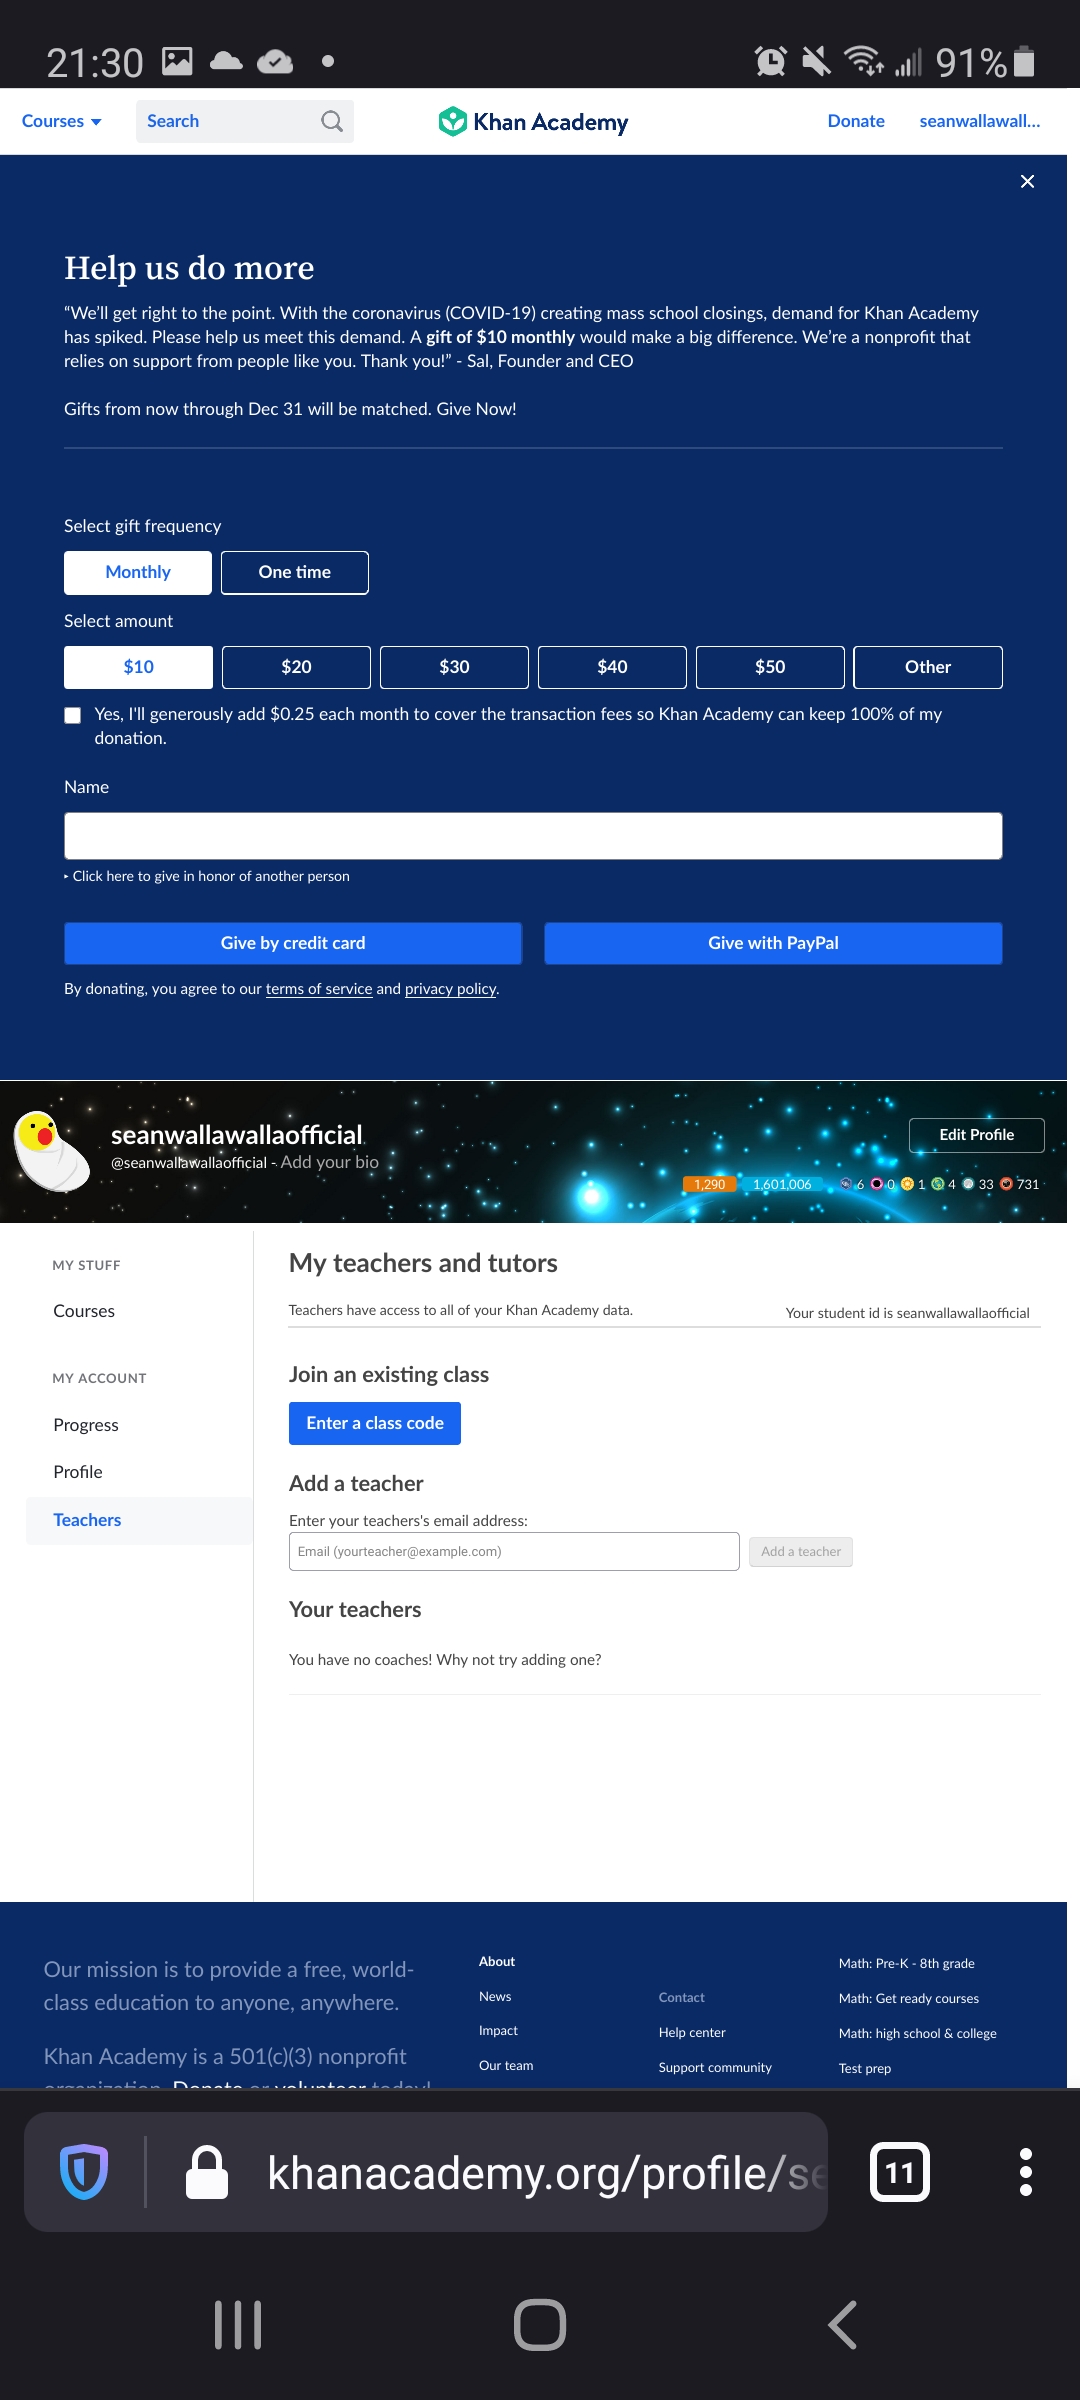 21:30
91%
Courses
Search
Khan Academy
Donate
seanwallawall...
Help us do more
“We’ll get right to the point. With the coronavirus (COVID-19) creating mass school closings, demand for Khan Academy
has spiked. Please help us meet this demand. A gift of $10 monthly would make a big difference. We’re a nonprofit that
relies on support from people like you. Thank you!” - Sal, Founder and CEO
Gifts from now through Dec 31 will be matched. Give Now!
Select gift frequency
Monthly
One time
Select amount
$10
$20
$30
$40
$50
Other
Yes, I'll generously add $0.25 each month to cover the transaction fees so Khan Academy can keep 100% of my
donation.
Name
Click here to give in honor of another person
Give by credit card
Give with PayPal
By donating, you agree to our terms of service and privacy policy.
seanwallawallaofficial
@seanwallawallaofficial - Add your bio
Edit Profile
1,290
1,601,006
6
0
1
4
33
731
MY STUFF
Courses
MY ACCOUNT
Progress
Profile
Teachers
My teachers and tutors
Teachers have access to all of your Khan Academy data.
Your student id is seanwallawallaofficial
Join an existing class
Enter a class code
Add a teacher
Enter your teachers's email address:
Email (yourteacher@example.com)
Add a teacher
Your teachers
You have no coaches! Why not try adding one?
Our mission is to provide a free, world-
class education to anyone, anywhere.
Khan Academy is a 501(c)(3) nonprofit
organization. Donate or volunteer today!
About
News
Impact
Our team
Contact
Help center
Support community
Math: Pre-K - 8th grade
Math: Get ready courses
Math: high school & college
Test prep
khanacademy.org/profile/se
11